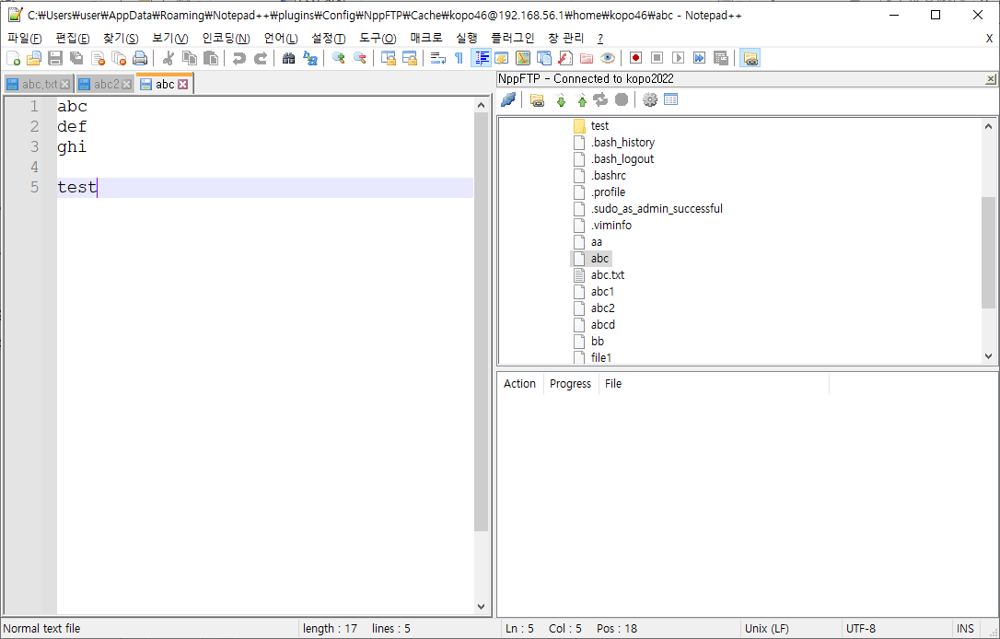 C:￦Users￦user￦AppData￦Roaming￦Notepad++￦plugins￦Config￦NppFTP￦Cache￦kopo46@192.168.56.1￦home￦kopo46￦abc - Notepad++
파일(F) 편집(E) 찾기(S) 보기(V) 인코딩(N) 언어(L) 설정(T) 도구(O) 매크로 실행 플러그인 창 관리 ? X
abc,txt abc2 abc
1 abc
2 def
3 ghi
4
5 test
NppFTP - Connected to kopo2022
test
.bash_history
.bash_logout
.bashrc
.profile
.sudo_as_admin_successful
.viminfo
aa
abc
abc.txt
abc1
abc2
abcd
bb
file1
Action Progress File
Normal text file length : 17 lines : 5 Ln : 5 Col : 5 Pos : 18 Unix (LF) UTF-8 INS